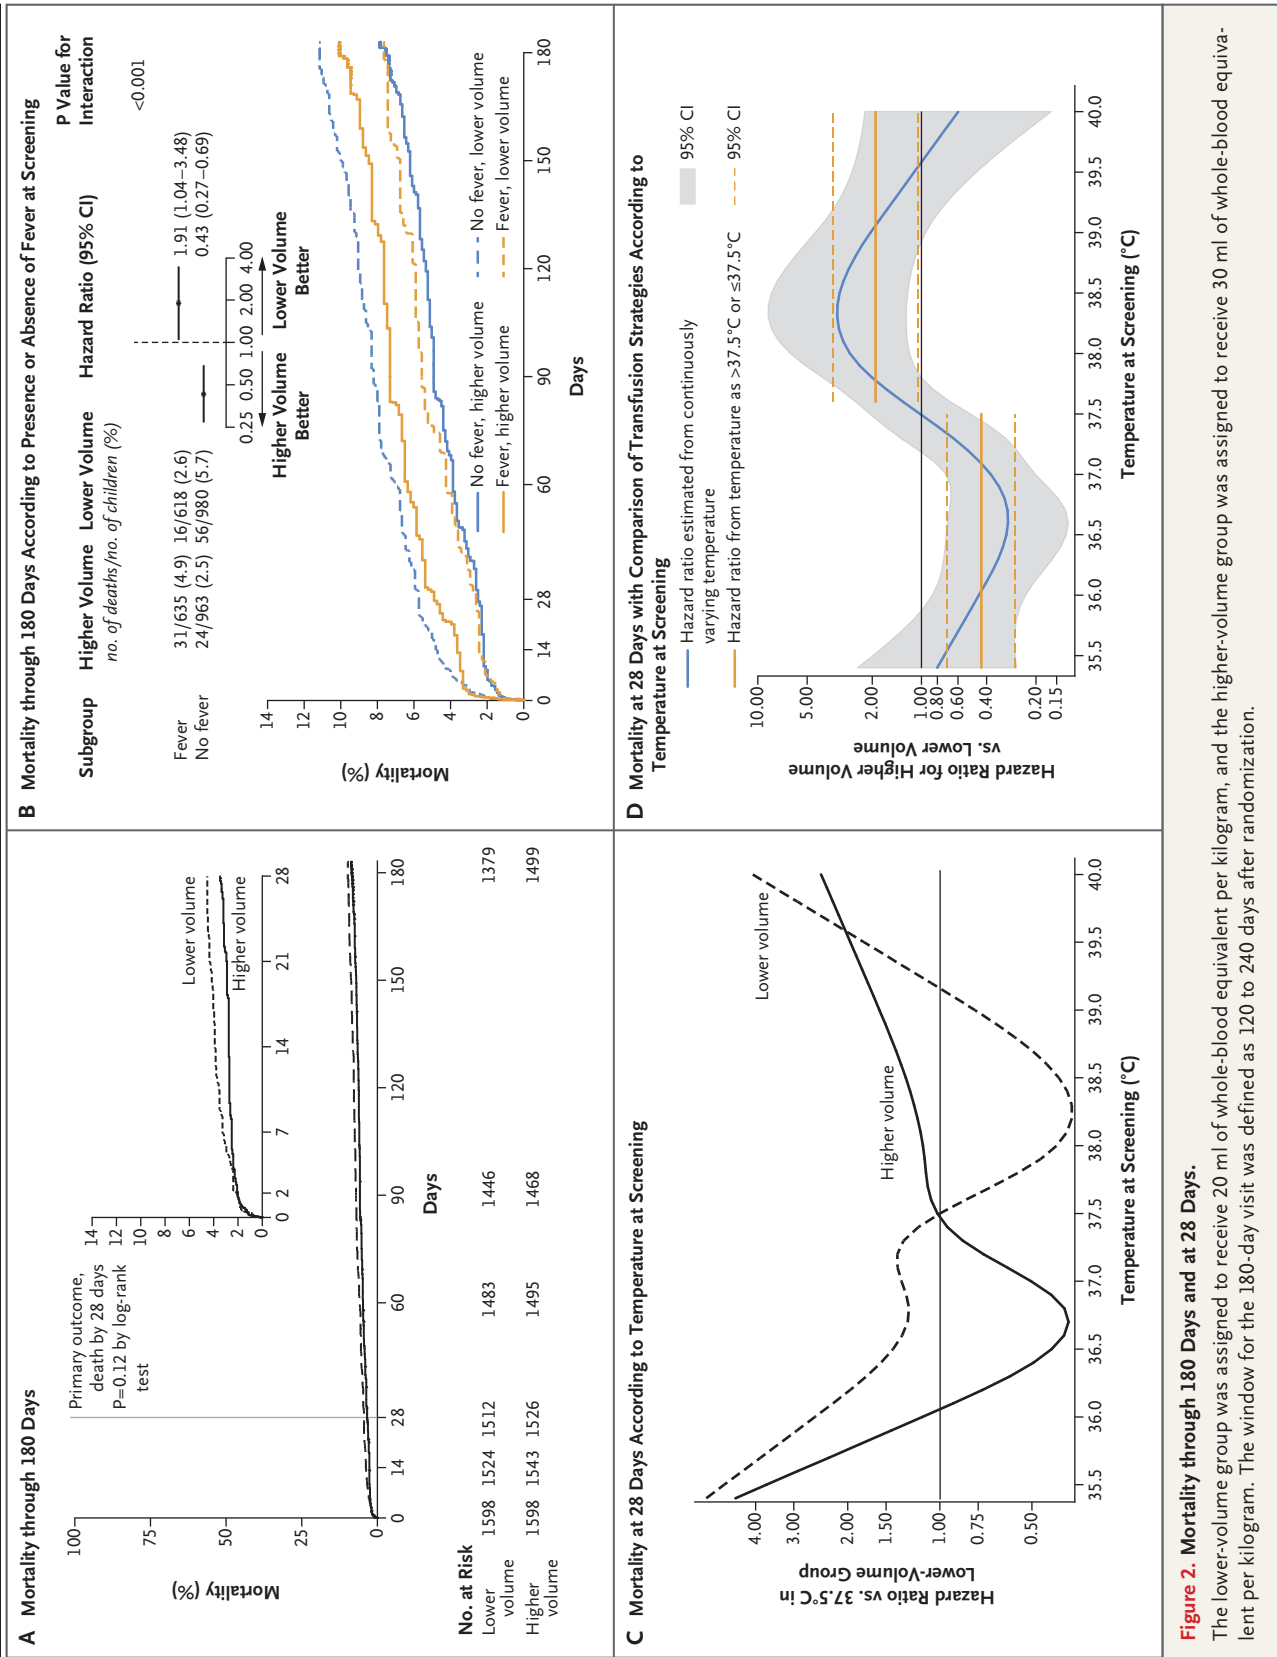 A Mortality through 180 Days
Mortality (%)
100
75
50
25
0
Primary outcome,
death by 28 days
P=0.12 by log-rank
test
14
12
10
8
6
4
2
0
Lower volume
Higher volume
0 2 7 14 21 28
0 14 28 60 90 120 150 180
Days
No. at Risk
Lower volume 1598 1524 1512 1483 1446 1379
Higher volume 1598 1543 1526 1495 1468 1499
B Mortality through 180 Days According to Presence or Absence of Fever at Screening
Subgroup Higher Volume Lower Volume Hazard Ratio (95% CI) P Value for Interaction
no. of deaths/no. of children (%)
<0.001
Fever 31/635 (4.9) 16/618 (2.6) 1.91 (1.04–3.48)
No fever 24/963 (2.5) 56/980 (5.7) 0.43 (0.27–0.69)
0.25 0.50 1.00 2.00 4.00
Higher Volume Better Lower Volume Better
Mortality (%)
14
12
10
8
6
4
2
0
No fever, higher volume No fever, lower volume
Fever, higher volume Fever, lower volume
0 14 28 60 90 120 150 180
Days
C Mortality at 28 Days According to Temperature at Screening
Hazard Ratio vs. 37.5°C in
Lower-Volume Group
4.00
3.00
2.00
1.50
1.00
0.75
0.50
Higher volume
Lower volume
35.5 36.0 36.5 37.0 37.5 38.0 38.5 39.0 39.5 40.0
Temperature at Screening (°C)
D Mortality at 28 Days with Comparison of Transfusion Strategies According to
Temperature at Screening
Hazard ratio estimated from continuously
varying temperature
95% CI
Hazard ratio from temperature as >37.5°C or ≤37.5°C
95% CI
Hazard Ratio for Higher Volume
vs. Lower Volume
10.00
5.00
2.00
1.00
0.80
0.60
0.40
0.20
0.15
35.5 36.0 36.5 37.0 37.5 38.0 38.5 39.0 39.5 40.0
Temperature at Screening (°C)
Figure 2. Mortality through 180 Days and at 28 Days.
The lower-volume group was assigned to receive 20 ml of whole-blood equivalent per kilogram, and the higher-volume group was assigned to receive 30 ml of whole-blood equiva-
lent per kilogram. The window for the 180-day visit was defined as 120 to 240 days after randomization.